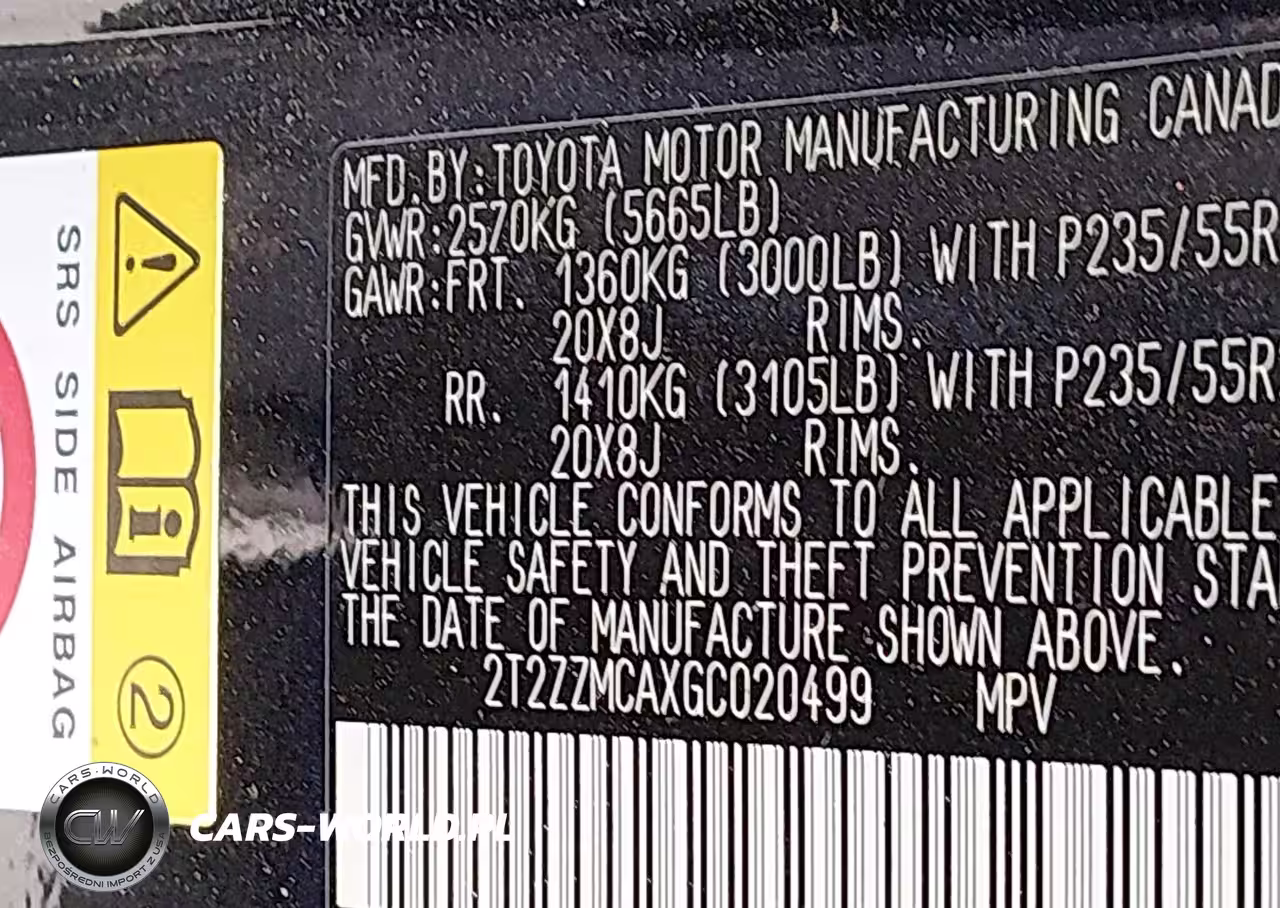 MFD.BY:TOYOTA MOTOR MANUFACTURING CANAD
GVWR:2570KG (5665LB)
GAWR:FRT. 1360KG (3000LB) WITH P235/55R
20X8J RIMS.
RR. 1410KG (3105LB) WITH P235/55R
20X8J RIMS.
THIS VEHICLE CONFORMS TO ALL APPLICABLE
VEHICLE SAFETY AND THEFT PREVENTION STA
THE DATE OF MANUFACTURE SHOWN ABOVE.
2T2ZZMCAXGC020499 MPV
SRS SIDE AIRBAG
2
CARS-WORLD
CW
BEZPOŚREDNI IMPORT Z USA
CARS-WORLD.PL